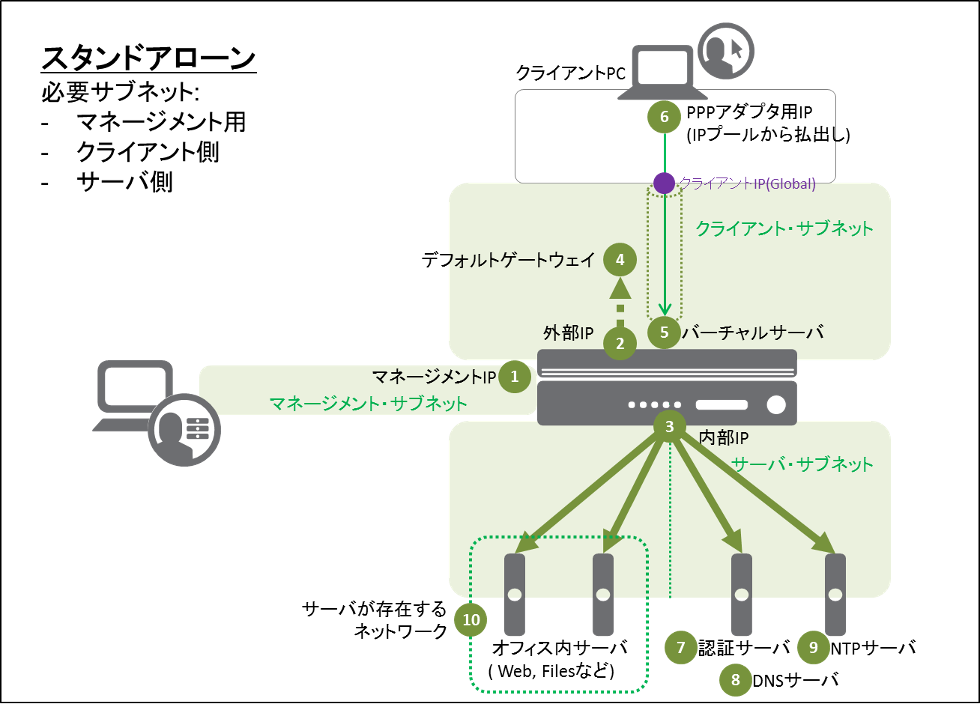 スタンドアローン
必要サブネット:
- マネージメント用
- クライアント側
- サーバ側
クライアントPC
6
PPPアダプタ用IP
(IPプールから払出し)
クライアントIP(Global)
クライアント・サブネット
デフォルトゲートウェイ
4
外部IP
2
5
バーチャルサーバ
マネージメントIP
1
マネージメント・サブネット
3
内部IP
サーバ・サブネット
サーバが存在する
ネットワーク
10
オフィス内サーバ
( Web, Filesなど)
7
認証サーバ
9
NTPサーバ
8
DNSサーバ